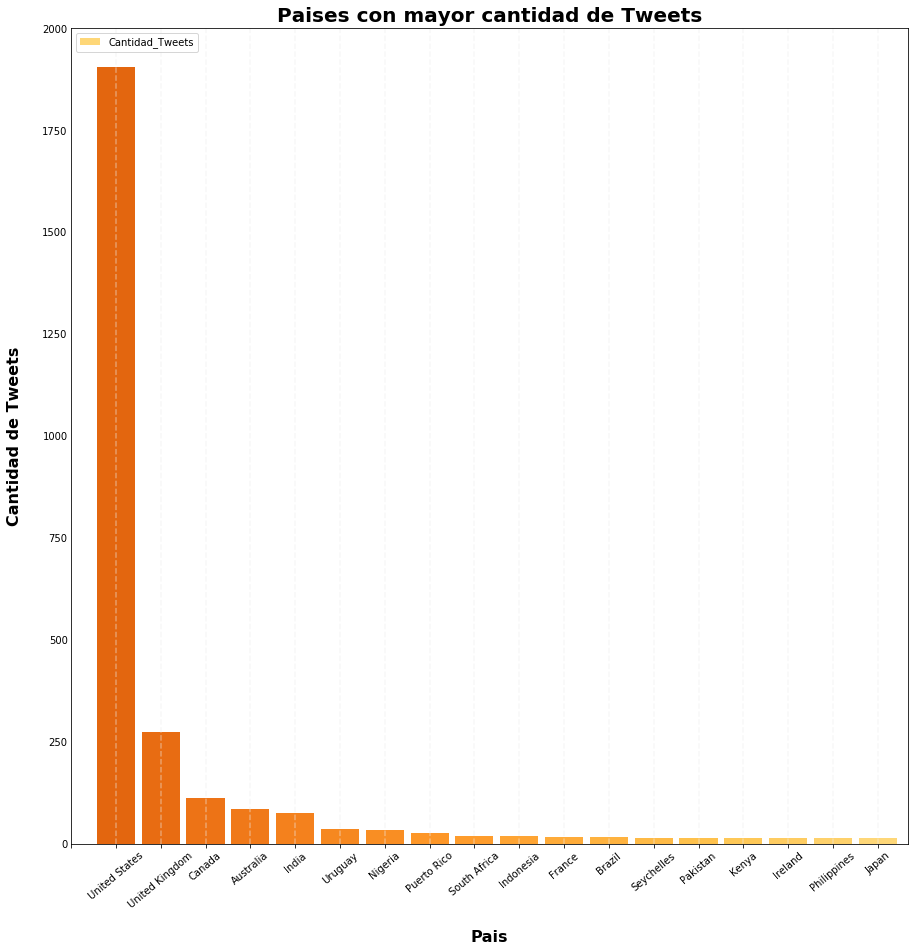 Paises con mayor cantidad de Tweets
Cantidad_Tweets
2000
1750
1500
1250
1000
750
500
250
0
Cantidad de Tweets
United States
United Kingdom
Canada
Australia
India
Uruguay
Nigeria
Puerto Rico
South Africa
Indonesia
France
Brazil
Seychelles
Pakistan
Kenya
Ireland
Philippines
Japan
Pais